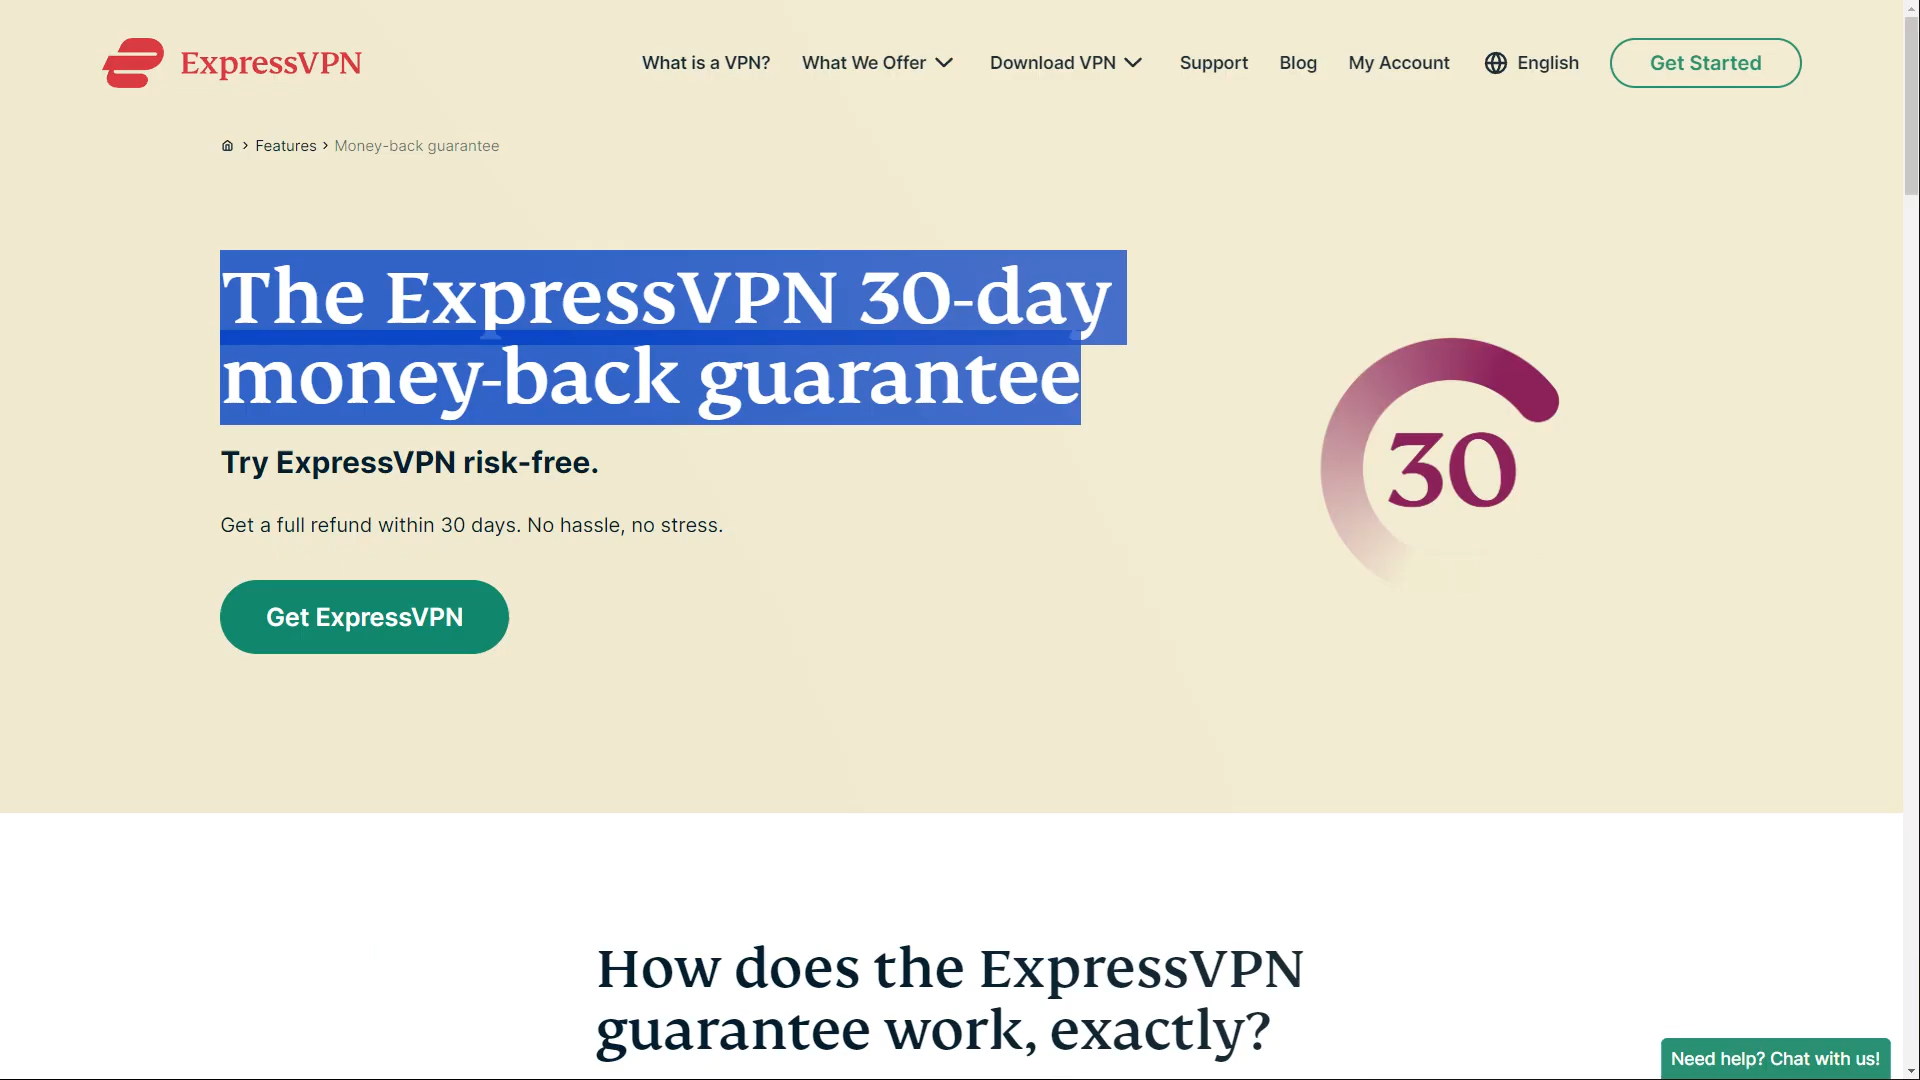 ExpressVPN
What is a VPN? What We Offer Download VPN Support Blog My Account English Get Started
Features Money-back guarantee
The ExpressVPN 30-day
money-back guarantee
Try ExpressVPN risk-free.
Get a full refund within 30 days. No hassle, no stress.
Get ExpressVPN
30
How does the ExpressVPN
guarantee work, exactly?
Need help? Chat with us!